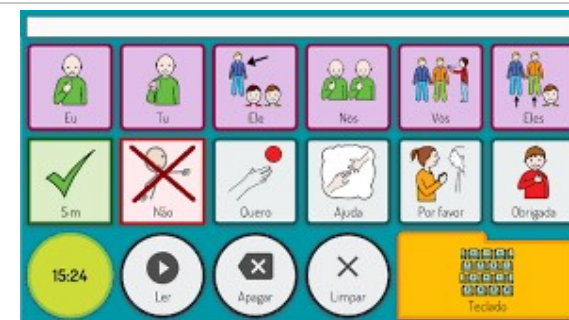 Eu Tu Ele Nós Vós Eles
Sim Não Quero Ajuda Por favor Obrigada
15:24 Ler Apagar Limpar Teclado